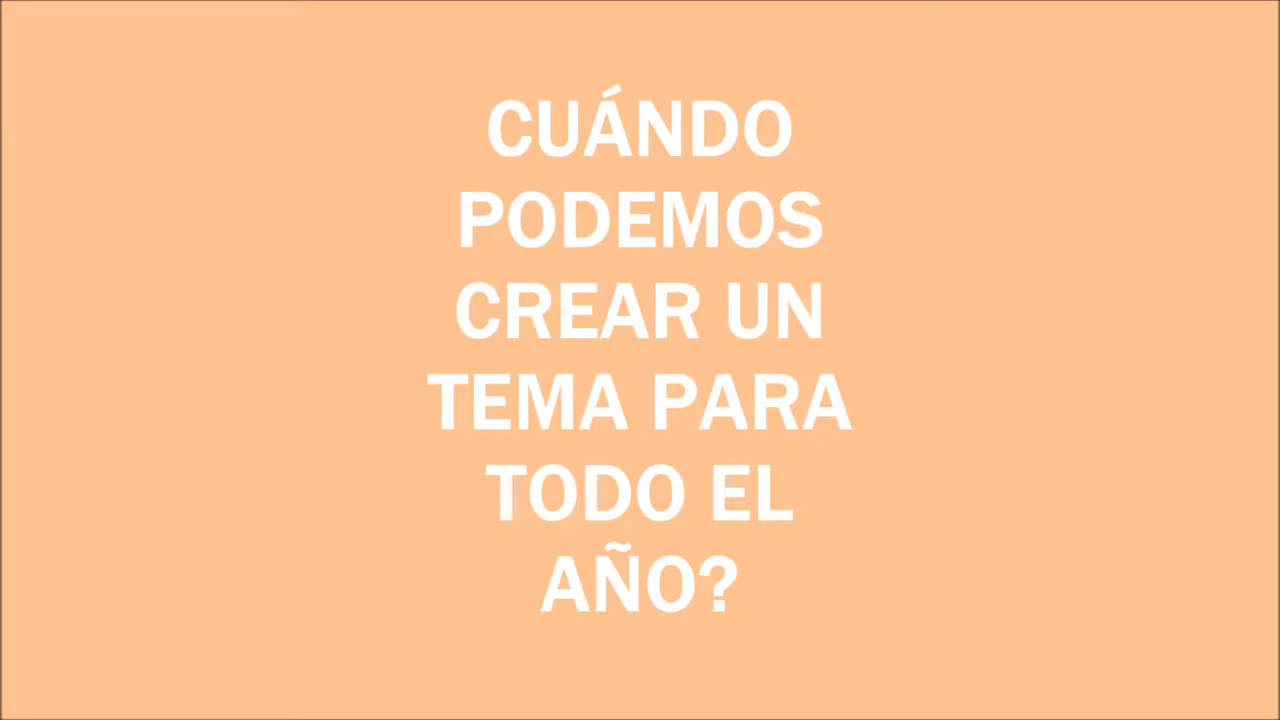 CUÁNDO
PODEMOS
CREAR UN
TEMA PARA
TODO EL
AÑO?